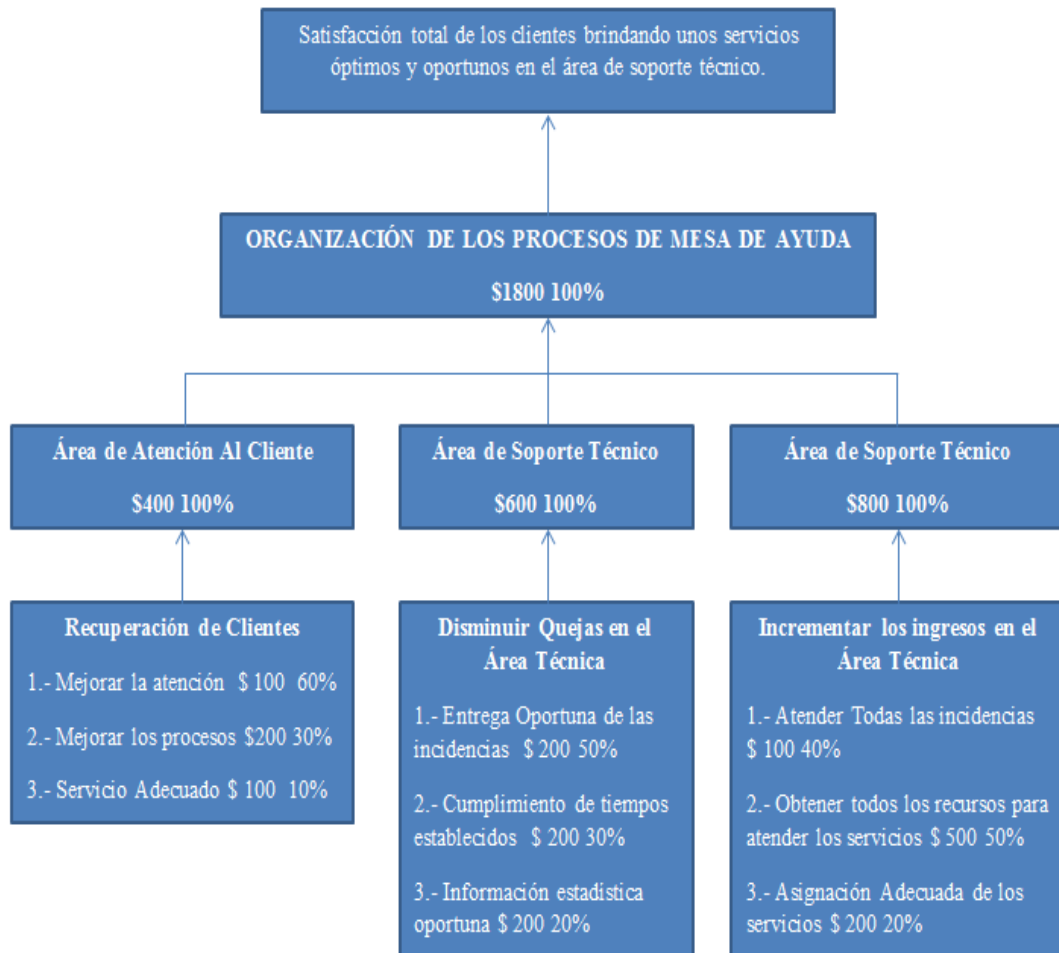 Satisfacción total de los clientes brindando unos servicios
óptimos y oportunos en el área de soporte técnico.
ORGANIZACIÓN DE LOS PROCESOS DE MESA DE AYUDA
$1800 100%
Área de Atención Al Cliente
$400 100%
Área de Soporte Técnico
$600 100%
Área de Soporte Técnico
$800 100%
Recuperación de Clientes
1.- Mejorar la atención $ 100 60%
2.- Mejorar los procesos $200 30%
3.- Servicio Adecuado $ 100 10%
Disminuir Quejas en el
Área Técnica
1.- Entrega Oportuna de las
incidencias $ 200 50%
2.- Cumplimiento de tiempos
establecidos $ 200 30%
3.- Información estadística
oportuna $ 200 20%
Incrementar los ingresos en el
Área Técnica
1.- Atender Todas las incidencias
$ 100 40%
2.- Obtener todos los recursos para
atender los servicios $ 500 50%
3.- Asignación Adecuada de los
servicios $ 200 20%